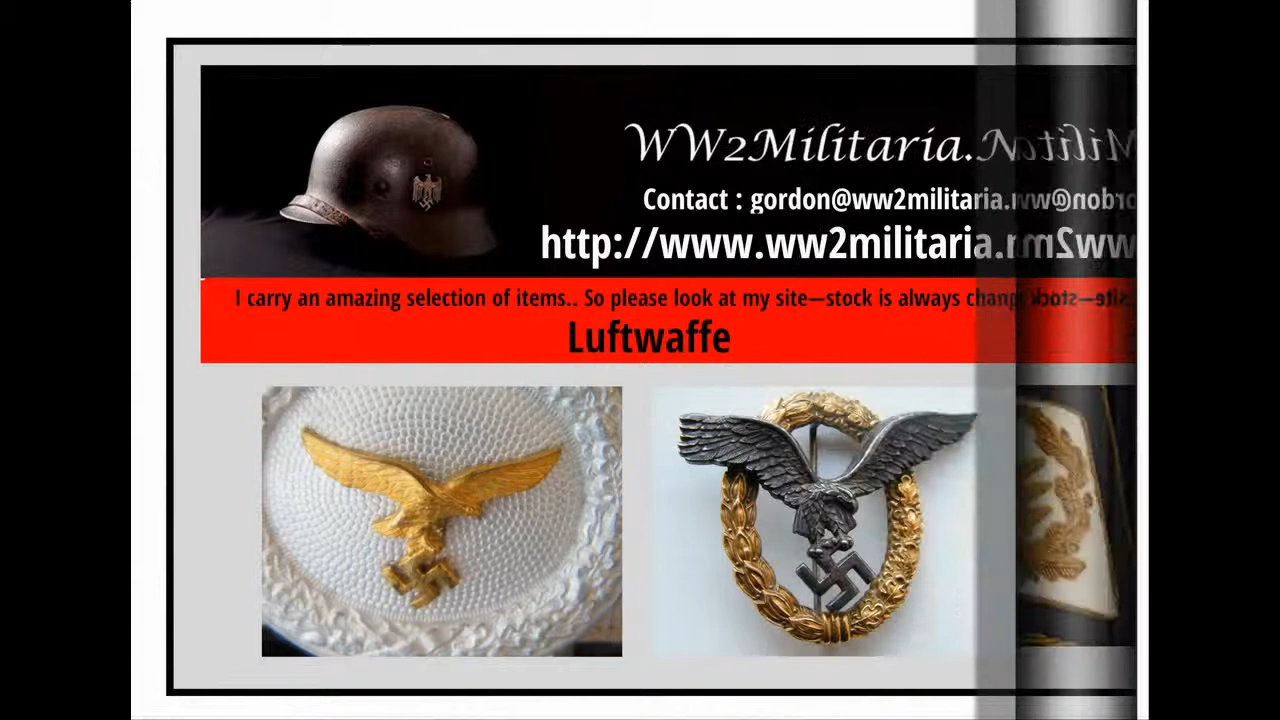 WW2Militaria.
Contact : gordon@ww2militaria.
http://www.ww2militaria.
I carry an amazing selection of items.. So please look at my site—stock is always
Luftwaffe